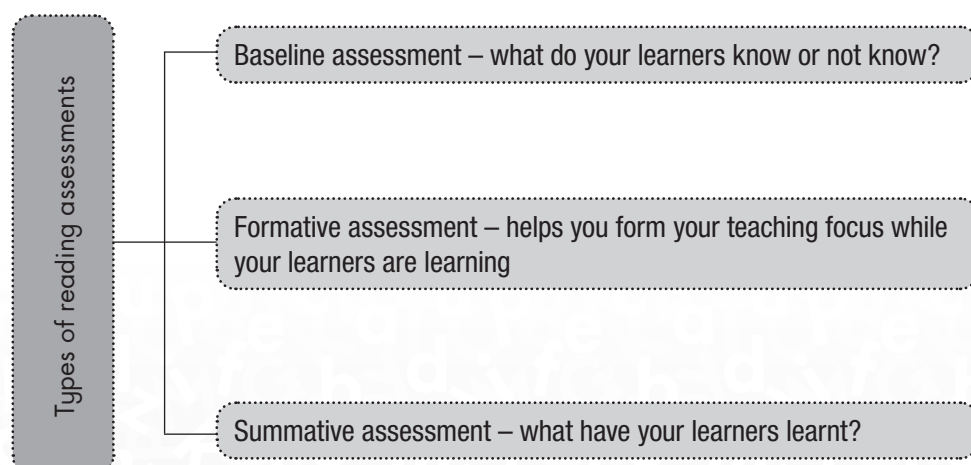 Types of reading assessments
Baseline assessment – what do your learners know or not know?
Formative assessment – helps you form your teaching focus while
your learners are learning
Summative assessment – what have your learners learnt?